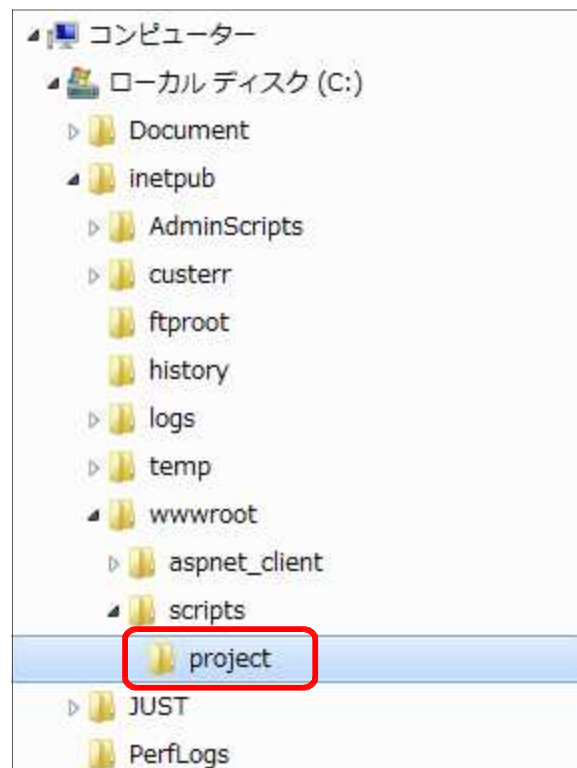 コンピューター
ローカル ディスク (C:)
Document
inetpub
AdminScripts
custerr
ftproot
history
logs
temp
wwwroot
aspnet_client
scripts
project
JUST
PerfLogs